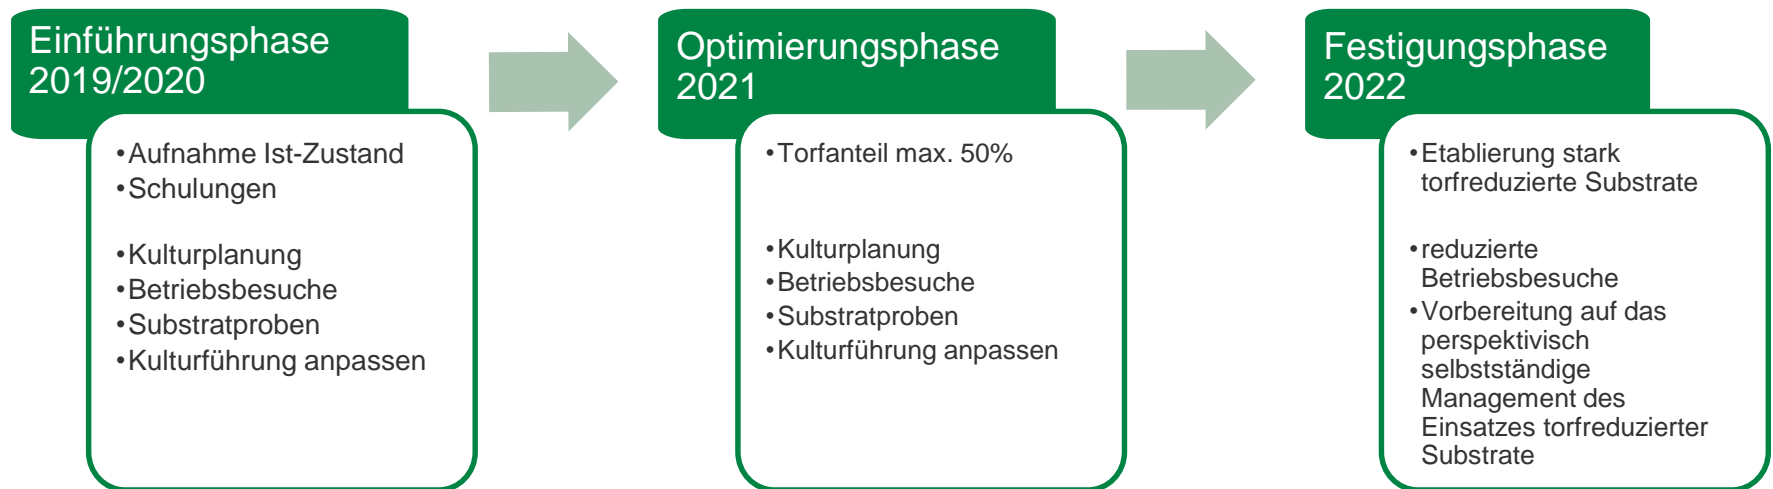 Einführungsphase
2019/2020
•Aufnahme Ist-Zustand
•Schulungen
•Kulturplanung
•Betriebsbesuche
•Substratproben
•Kulturführung anpassen
Optimierungsphase
2021
•Torfanteil max. 50%
•Kulturplanung
•Betriebsbesuche
•Substratproben
•Kulturführung anpassen
Festigungsphase
2022
•Etablierung stark
torfreduzierte Substrate
•reduzierte
Betriebsbesuche
•Vorbereitung auf das
perspektivisch
selbstständige
Management des
Einsatzes torfreduzierter
Substrate